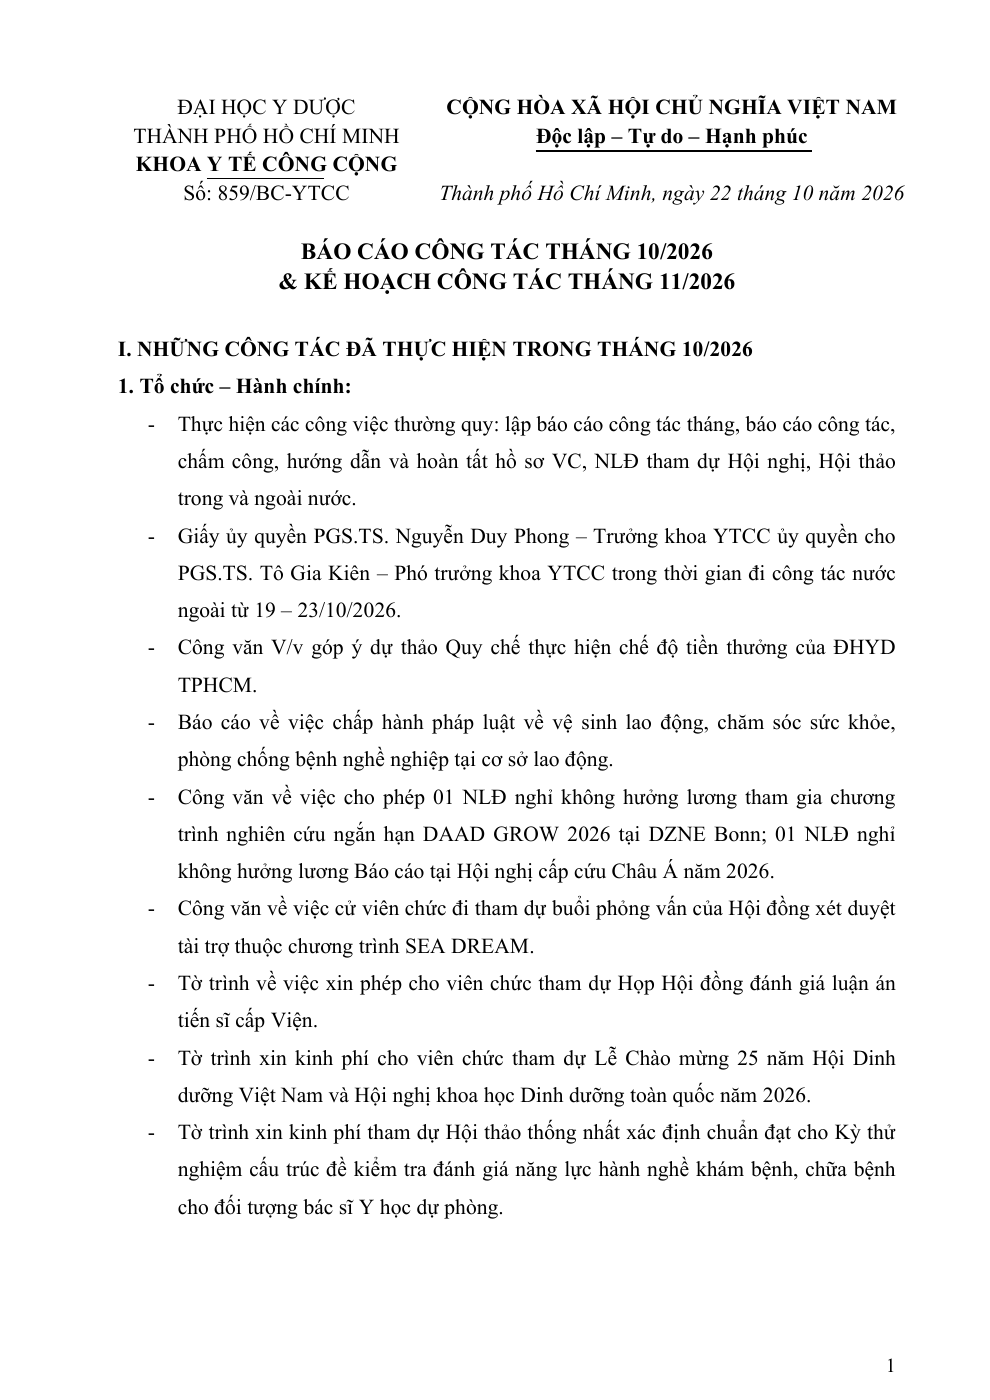 ĐẠI HỌC Y DƯỢC
THÀNH PHỐ HỒ CHÍ MINH
KHOA Y TẾ CÔNG CỘNG
Số: 859/BC-YTCC
CỘNG HÒA XÃ HỘI CHỦ NGHĨA VIỆT NAM
Độc lập – Tự do – Hạnh phúc
Thành phố Hồ Chí Minh, ngày 22 tháng 10 năm 2026
BÁO CÁO CÔNG TÁC THÁNG 10/2026
& KẾ HOẠCH CÔNG TÁC THÁNG 11/2026
I. NHỮNG CÔNG TÁC ĐÃ THỰC HIỆN TRONG THÁNG 10/2026
1. Tổ chức – Hành chính:
- Thực hiện các công việc thường quy: lập báo cáo công tác tháng, báo cáo công tác,
chấm công, hướng dẫn và hoàn tất hồ sơ VC, NLĐ tham dự Hội nghị, Hội thảo
trong và ngoài nước.
- Giấy ủy quyền PGS.TS. Nguyễn Duy Phong – Trưởng khoa YTCC ủy quyền cho
PGS.TS. Tô Gia Kiên – Phó trưởng khoa YTCC trong thời gian đi công tác nước
ngoài từ 19 – 23/10/2026.
- Công văn V/v góp ý dự thảo Quy chế thực hiện chế độ tiền thưởng của ĐHYD
TPHCM.
- Báo cáo về việc chấp hành pháp luật về vệ sinh lao động, chăm sóc sức khỏe,
phòng chống bệnh nghề nghiệp tại cơ sở lao động.
- Công văn về việc cho phép 01 NLĐ nghỉ không hưởng lương tham gia chương
trình nghiên cứu ngắn hạn DAAD GROW 2026 tại DZNE Bonn; 01 NLĐ nghỉ
không hưởng lương Báo cáo tại Hội nghị cấp cứu Châu Á năm 2026.
- Công văn về việc cử viên chức đi tham dự buổi phỏng vấn của Hội đồng xét duyệt
tài trợ thuộc chương trình SEA DREAM.
- Tờ trình về việc xin phép cho viên chức tham dự Họp Hội đồng đánh giá luận án
tiến sĩ cấp Viện.
- Tờ trình xin kinh phí cho viên chức tham dự Lễ Chào mừng 25 năm Hội Dinh
dưỡng Việt Nam và Hội nghị khoa học Dinh dưỡng toàn quốc năm 2026.
- Tờ trình xin kinh phí tham dự Hội thảo thống nhất xác định chuẩn đạt cho Kỳ thử
nghiệm cấu trúc đề kiểm tra đánh giá năng lực hành nghề khám bệnh, chữa bệnh
cho đối tượng bác sĩ Y học dự phòng.
1